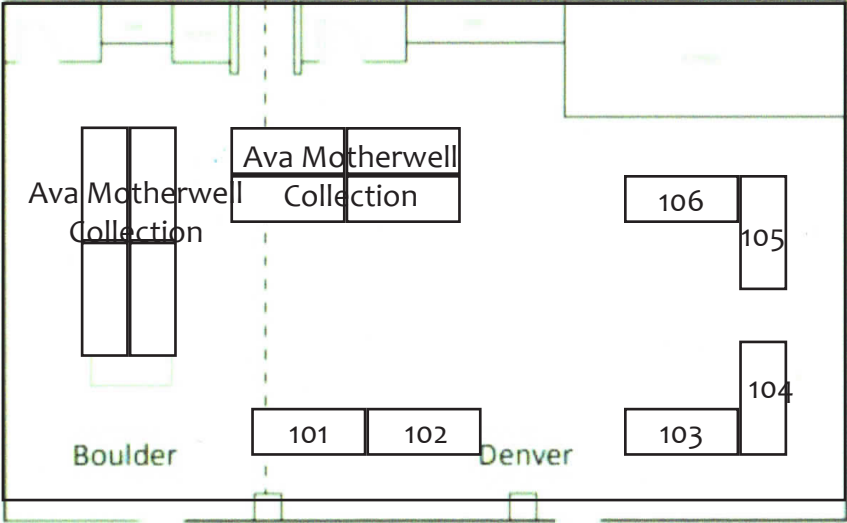 Ava Motherwell
Collection
Ava Motherwell
Collection
106
105
104
101
102
103
Boulder
Denver